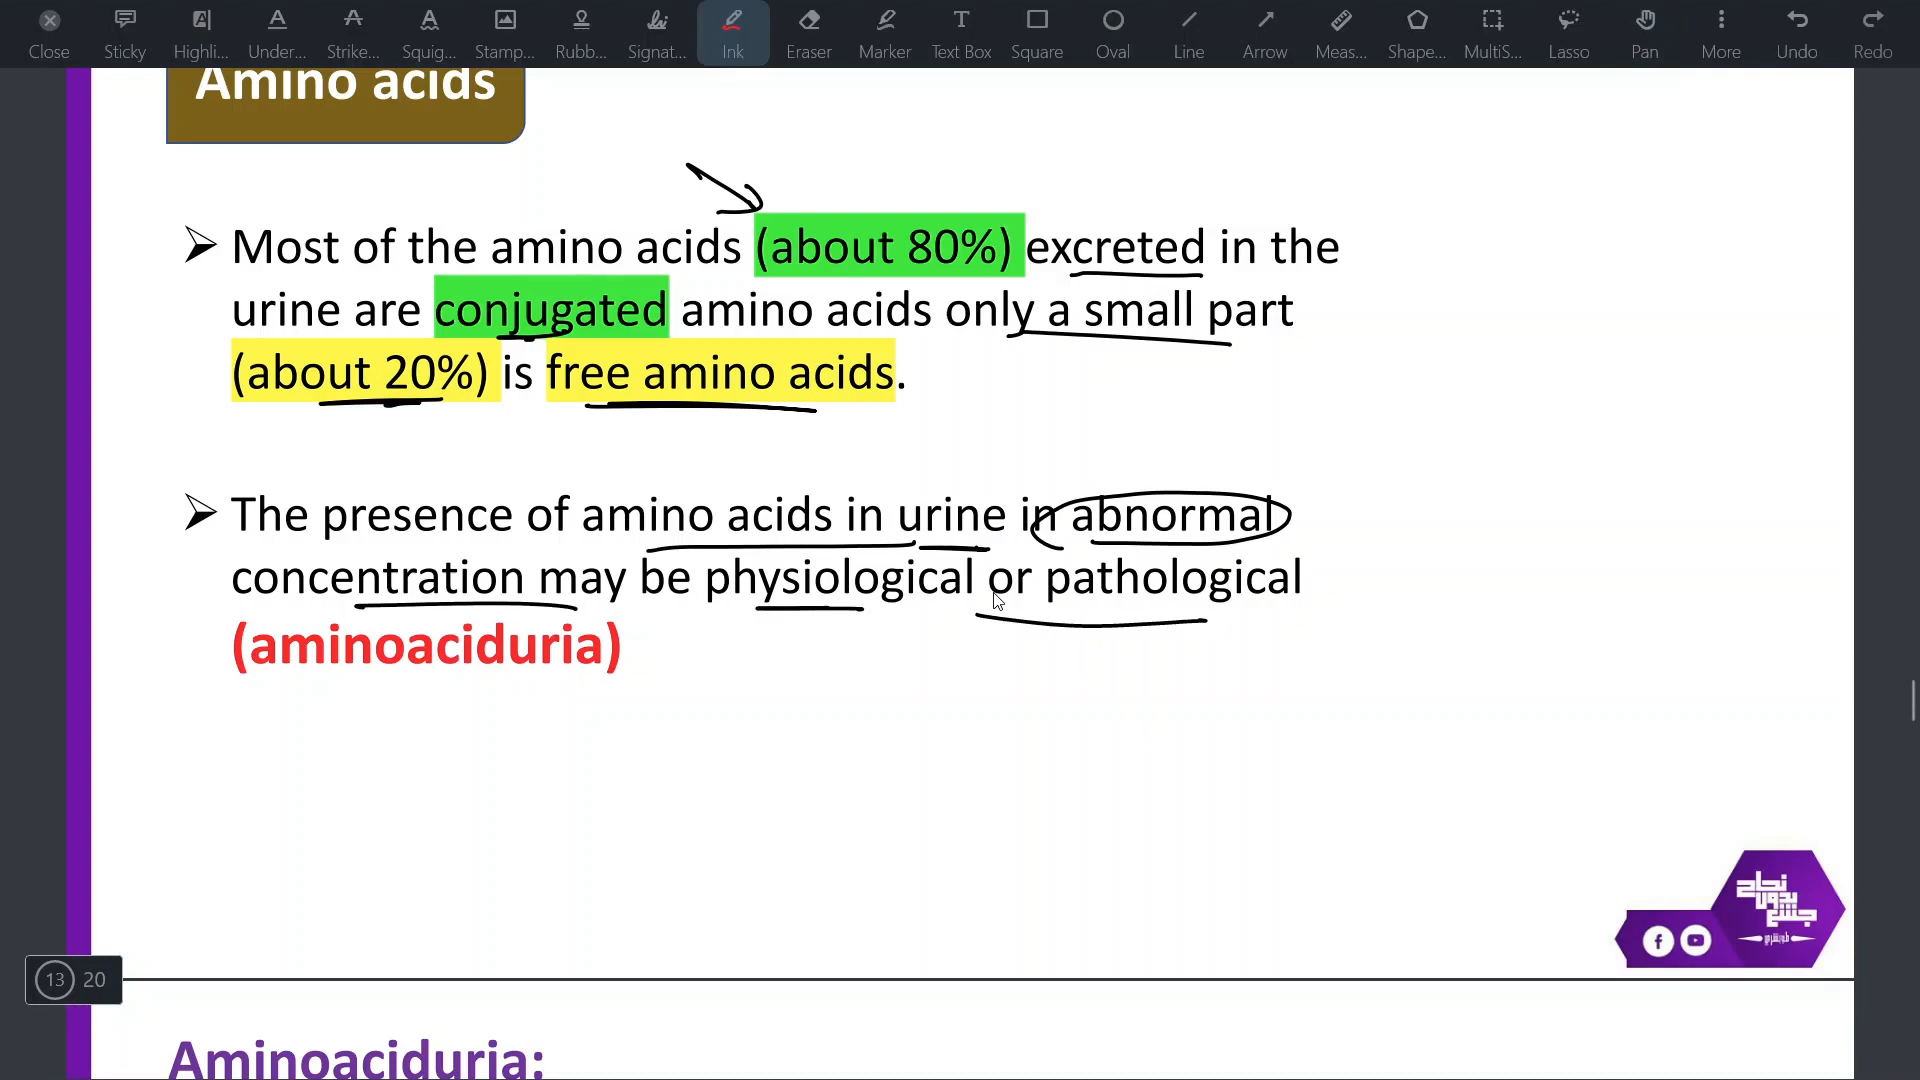 Close
Sticky
Highli...
Under...
Strike...
Squig...
Stamp...
Rubb...
Signat...
Ink
Eraser
Marker
Text Box
Square
Oval
Line
Arrow
Meas...
Shape...
MultiS...
Lasso
Pan
More
Undo
Redo
Amino acids
➢ Most of the amino acids (about 80%) excreted in the
urine are conjugated amino acids only a small part
(about 20%) is free amino acids.
➢ The presence of amino acids in urine in abnormal
concentration may be physiological or pathological
(aminoaciduria)
نجاح
بدون
13 20
Aminoaciduria: